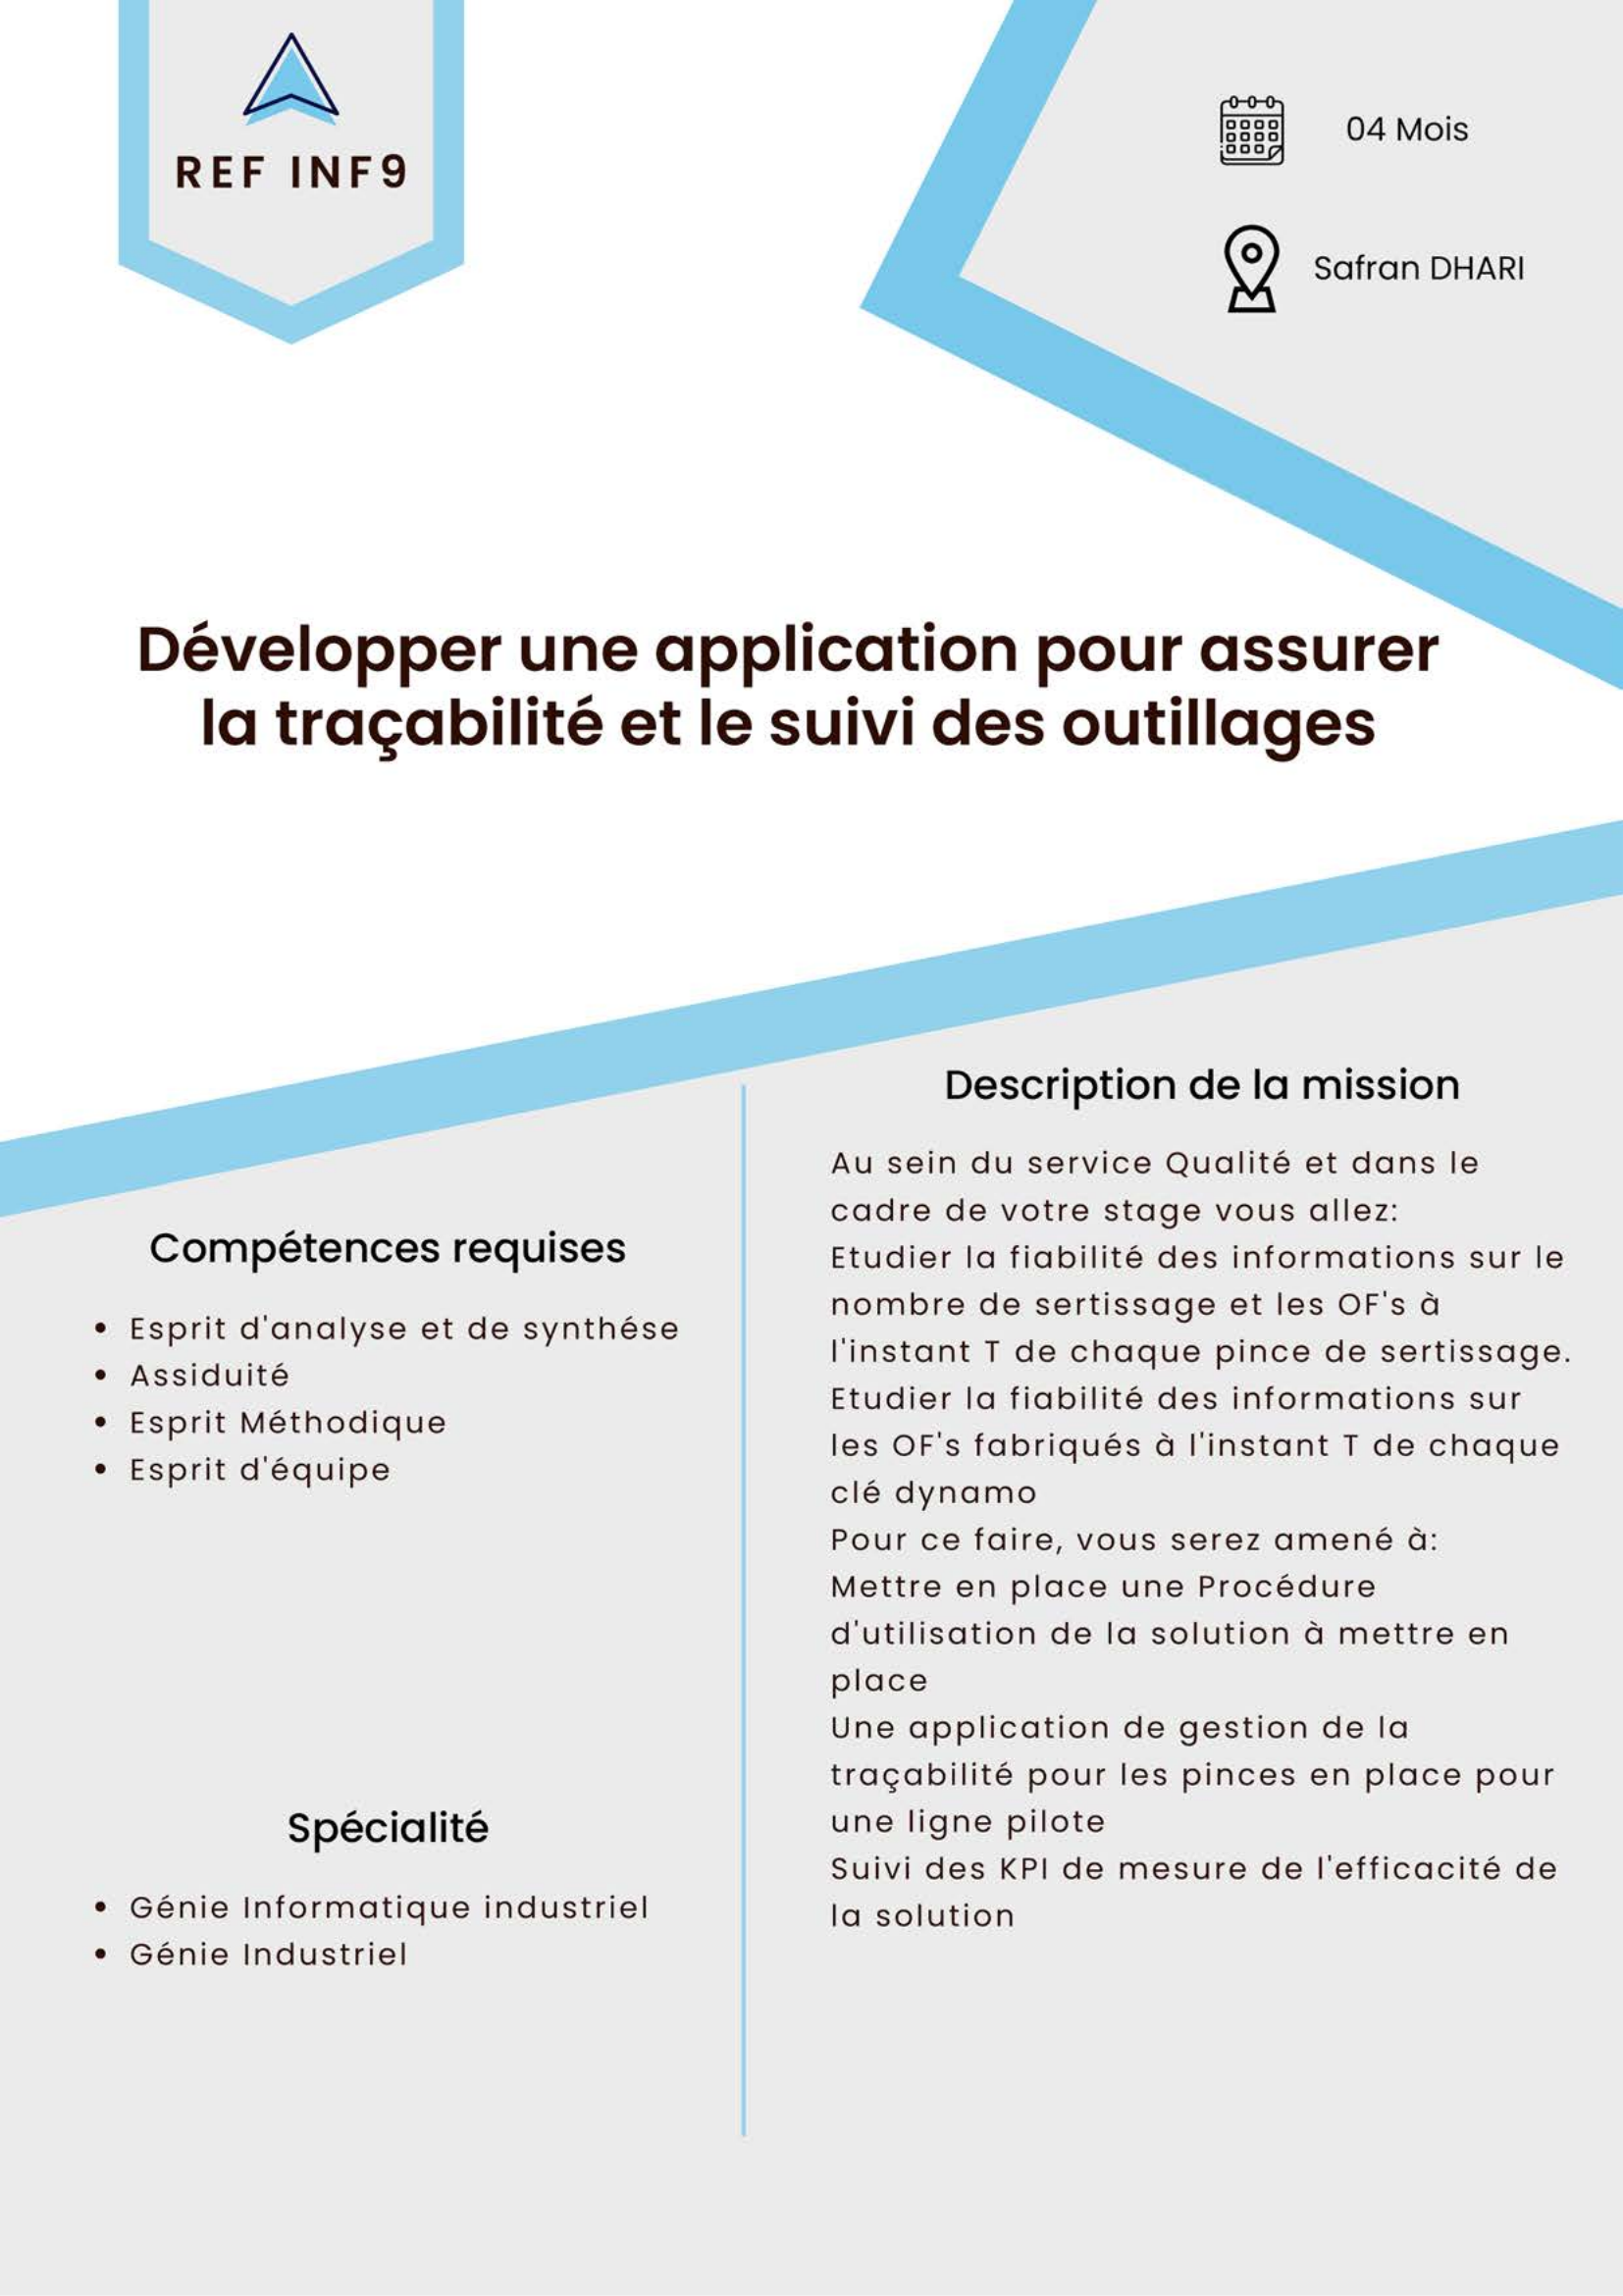 REF INF9
04 Mois
Safran DHARI
Développer une application pour assurer
la traçabilité et le suivi des outillages
Compétences requises
• Esprit d'analyse et de synthése
• Assiduité
• Esprit Méthodique
• Esprit d'équipe
Spécialité
• Génie Informatique industriel
• Génie Industriel
Description de la mission
Au sein du service Qualité et dans le
cadre de votre stage vous allez:
Etudier la fiabilité des informations sur le
nombre de sertissage et les OF's à
l'instant T de chaque pince de sertissage.
Etudier la fiabilité des informations sur
les OF's fabriqués à l'instant T de chaque
clé dynamo
Pour ce faire, vous serez amené à:
Mettre en place une Procédure
d'utilisation de la solution à mettre en
place
Une application de gestion de la
traçabilité pour les pinces en place pour
une ligne pilote
Suivi des KPI de mesure de l'efficacité de
la solution